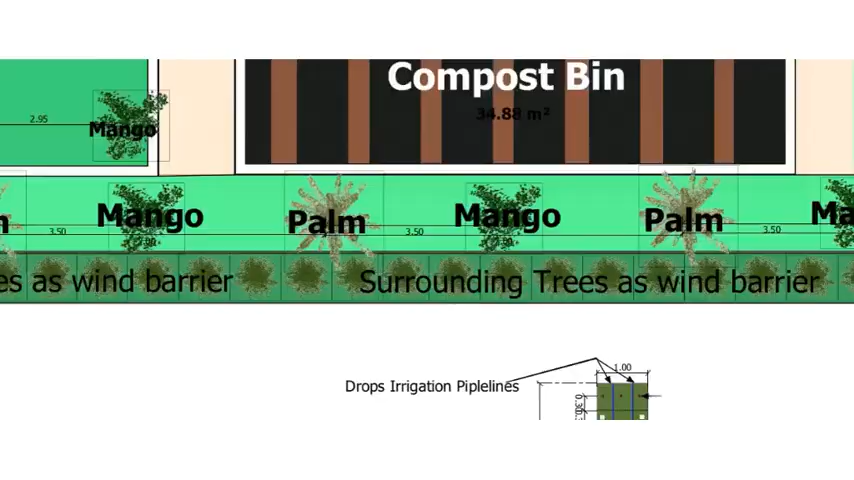 Compost Bin
34.88 m²
2.95
Mango
Mango
Palm
Mango
Palm
Ma
3.50
3.50
3.50
es as wind barrier
Surrounding Trees as wind barrier
1.00
Drops Irrigation Piplelines